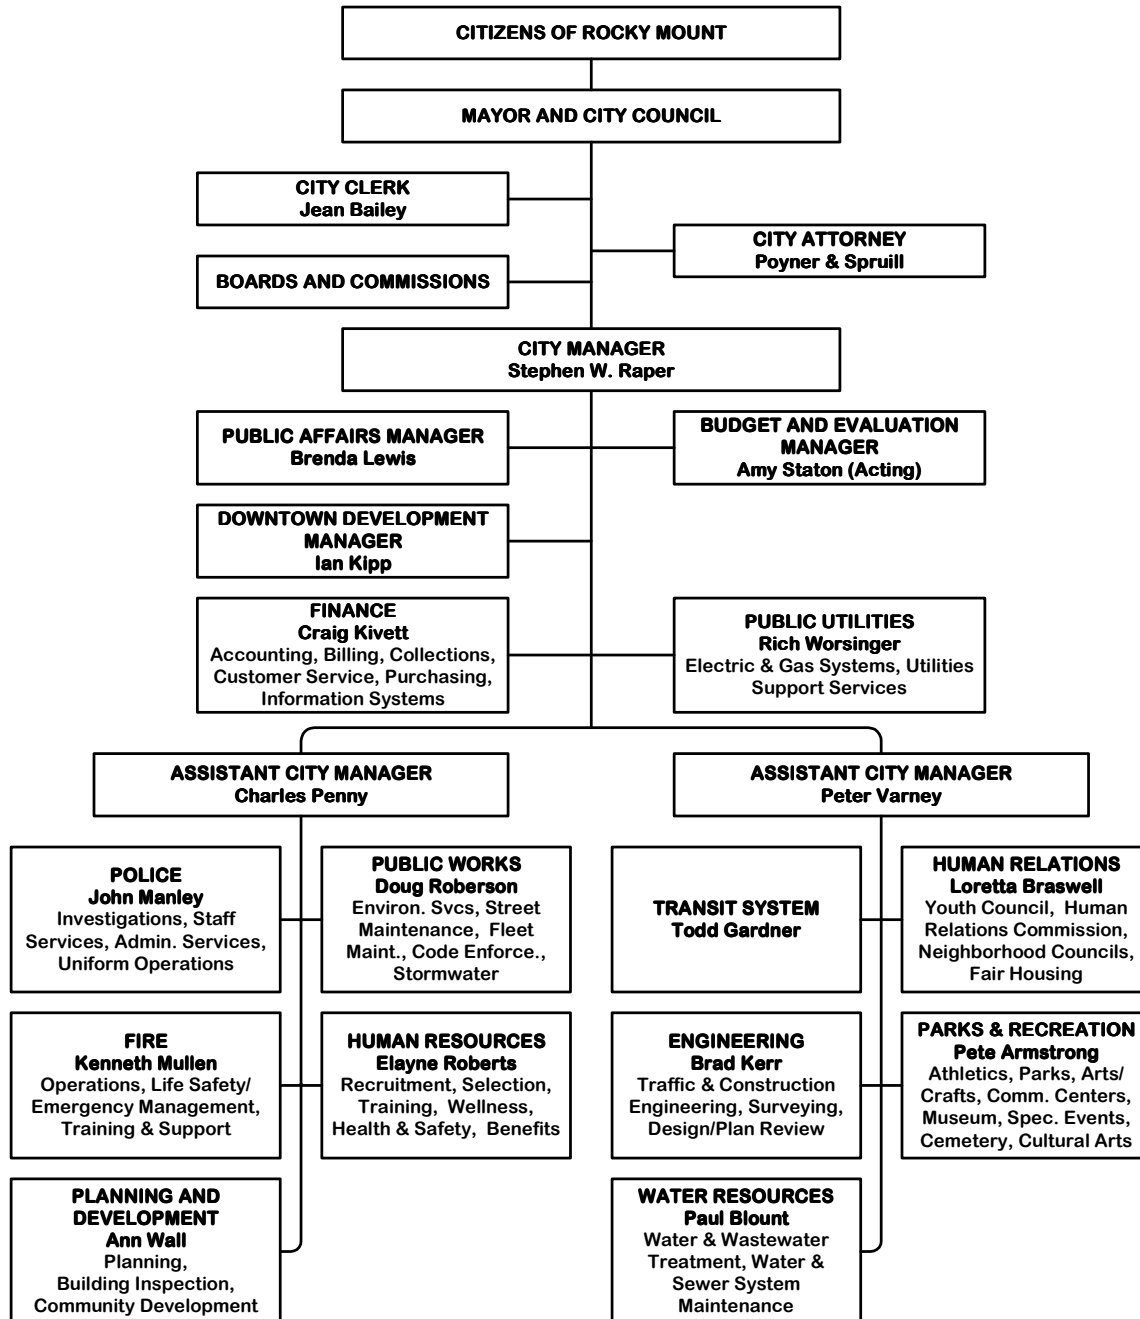 CITIZENS OF ROCKY MOUNT
MAYOR AND CITY COUNCIL
CITY CLERK
Jean Bailey
CITY ATTORNEY
Poyner & Spruill
BOARDS AND COMMISSIONS
CITY MANAGER
Stephen W. Raper
PUBLIC AFFAIRS MANAGER
Brenda Lewis
BUDGET AND EVALUATION
MANAGER
Amy Staton (Acting)
DOWNTOWN DEVELOPMENT
MANAGER
Ian Kipp
FINANCE
Craig Kivett
Accounting, Billing, Collections,
Customer Service, Purchasing,
Information Systems
PUBLIC UTILITIES
Rich Worsinger
Electric & Gas Systems, Utilities
Support Services
ASSISTANT CITY MANAGER
Charles Penny
ASSISTANT CITY MANAGER
Peter Varney
POLICE
John Manley
Investigations, Staff
Services, Admin. Services,
Uniform Operations
PUBLIC WORKS
Doug Roberson
Environ. Svcs, Street
Maintenance, Fleet
Maint., Code Enforce.,
Stormwater
TRANSIT SYSTEM
Todd Gardner
HUMAN RELATIONS
Loretta Braswell
Youth Council, Human
Relations Commission,
Neighborhood Councils,
Fair Housing
FIRE
Kenneth Mullen
Operations, Life Safety/
Emergency Management,
Training & Support
HUMAN RESOURCES
Elayne Roberts
Recruitment, Selection,
Training, Wellness,
Health & Safety, Benefits
ENGINEERING
Brad Kerr
Traffic & Construction
Engineering, Surveying,
Design/Plan Review
PARKS & RECREATION
Pete Armstrong
Athletics, Parks, Arts/
Crafts, Comm. Centers,
Museum, Spec. Events,
Cemetery, Cultural Arts
PLANNING AND
DEVELOPMENT
Ann Wall
Planning,
Building Inspection,
Community Development
WATER RESOURCES
Paul Blount
Water & Wastewater
Treatment, Water &
Sewer System
Maintenance